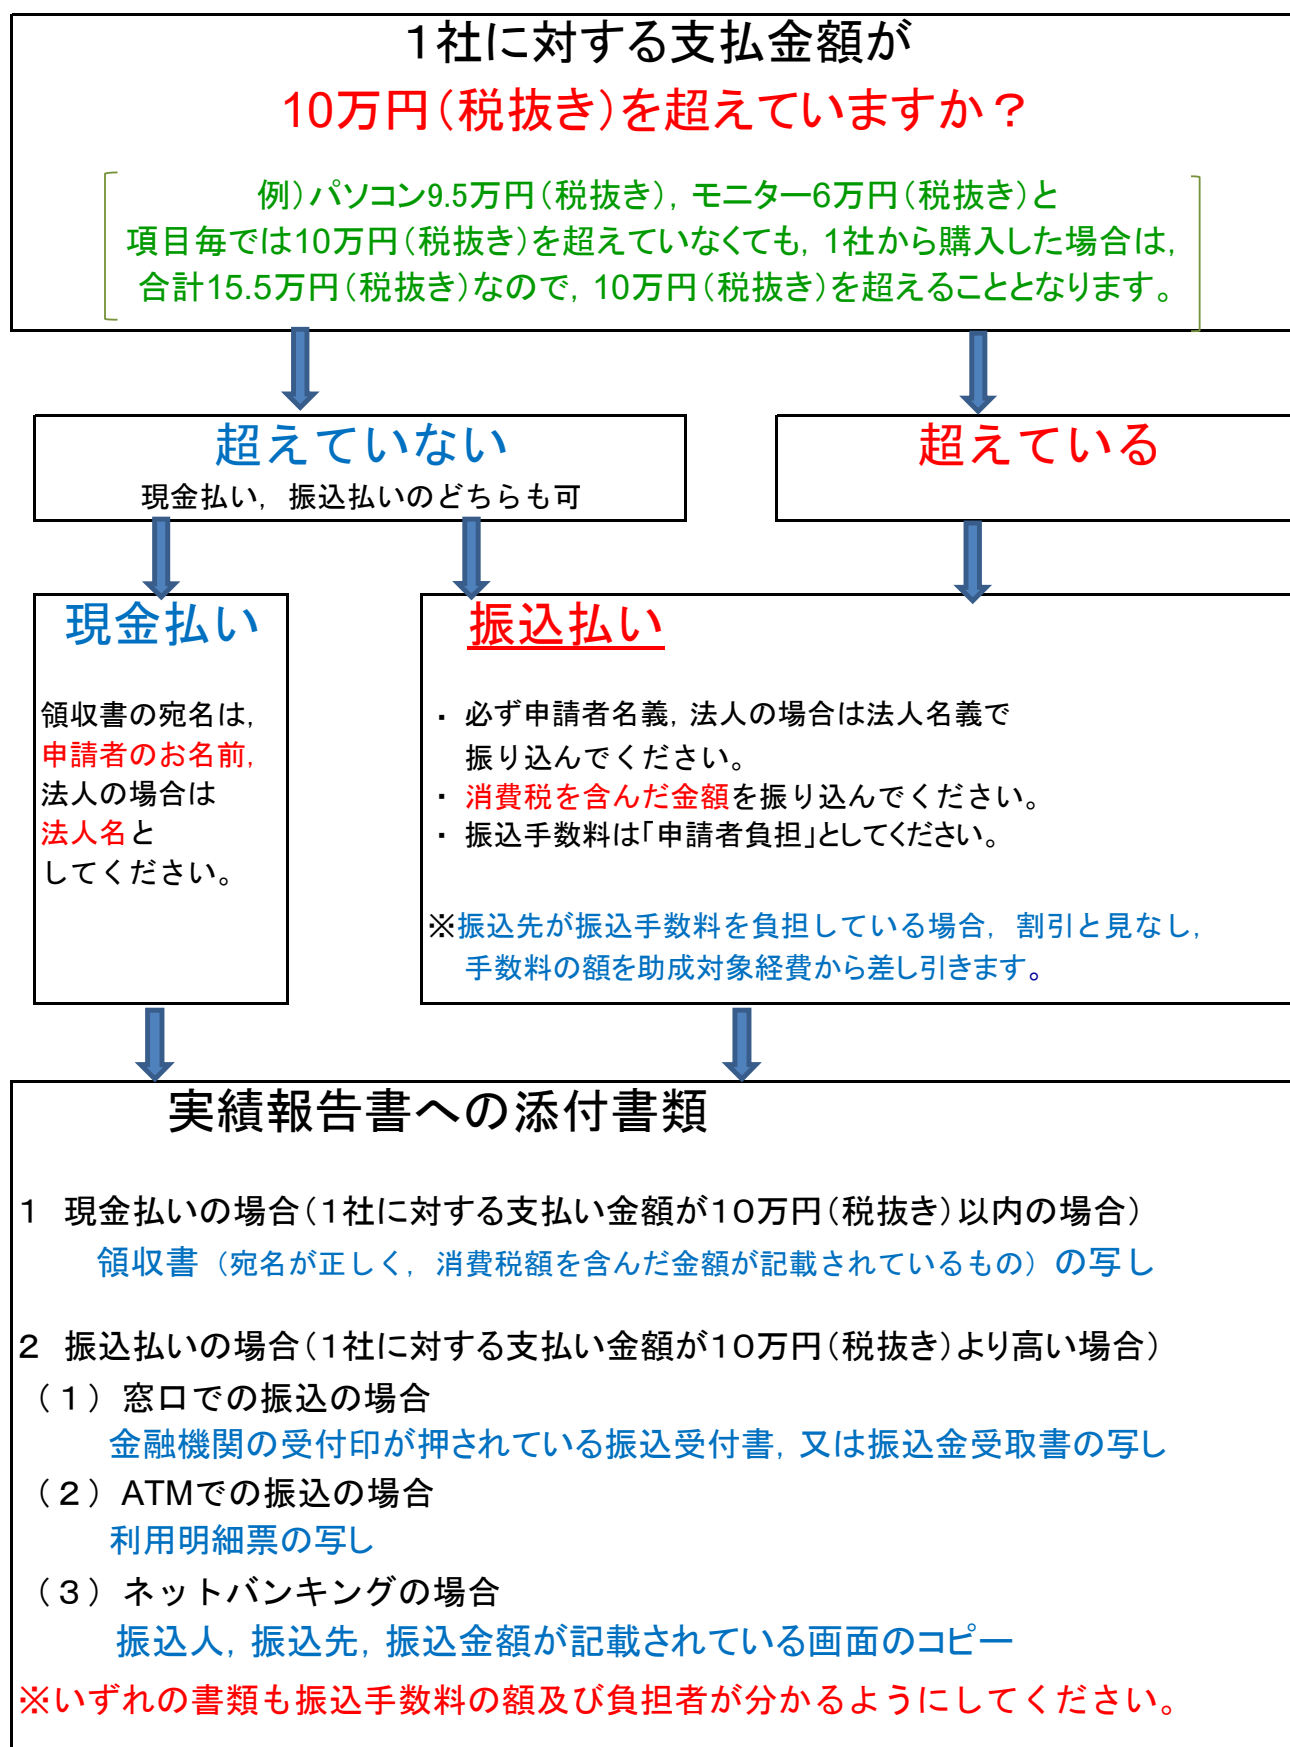 1社に対する支払金額が
10万円（税抜き）を超えていますか？
例）パソコン9.5万円（税抜き）, モニター6万円（税抜き）と
項目毎では10万円（税抜き）を超えていなくても, 1社から購入した場合は,
合計15.5万円（税抜き）なので, 10万円（税抜き）を超えることとなります。
超えていない
現金払い, 振込払いのどちらも可
超えている
現金払い
領収書の宛名は,
申請者のお名前,
法人の場合は
法人名と
してください。
振込払い
・ 必ず申請者名義, 法人の場合は法人名義で
振り込んでください。
・ 消費税を含んだ金額を振り込んでください。
・ 振込手数料は「申請者負担」としてください。
※振込先が振込手数料を負担している場合, 割引と見なし,
手数料の額を助成対象経費から差し引きます。
実績報告書への添付書類
１ 現金払いの場合（１社に対する支払い金額が１０万円（税抜き）以内の場合）
領収書（宛名が正しく, 消費税額を含んだ金額が記載されているもの）の写し
２ 振込払いの場合（１社に対する支払い金額が１０万円（税抜き）より高い場合）
（１）窓口での振込の場合
金融機関の受付印が押されている振込受付書, 又は振込金受取書の写し
（２）ATMでの振込の場合
利用明細票の写し
（３）ネットバンキングの場合
振込人, 振込先, 振込金額が記載されている画面のコピー
※いずれの書類も振込手数料の額及び負担者が分かるようにしてください。